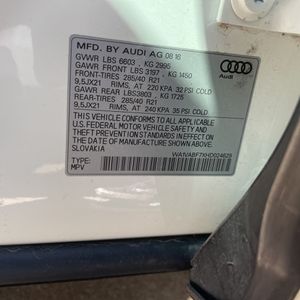 MFD. BY AUDI AG 08 16
GVWR LBS 6603 , KG 2995
GAWR FRONT LBS 3197 , KG 1450
FRONT-TIRES 285/40 R21
9,5JX21 RIMS, AT 220 KPA 32 PSI COLD
GAWR REAR LBS3803 , KG 1725
REAR-TIRES 285/40 R21
9,5JX21 RIMS, AT 240 KPA 35 PSI COLD
THIS VEHICLE CONFORMS TO ALL APPLICABLE
U.S. FEDERAL MOTOR VEHICLE SAFETY AND
THEFT PREVENTION STANDARDS IN EFFECT ON THE
DATE OF MANUFACTURE SHOWN ABOVE.
SLOVAKIA
TYPE:
MPV
Audi